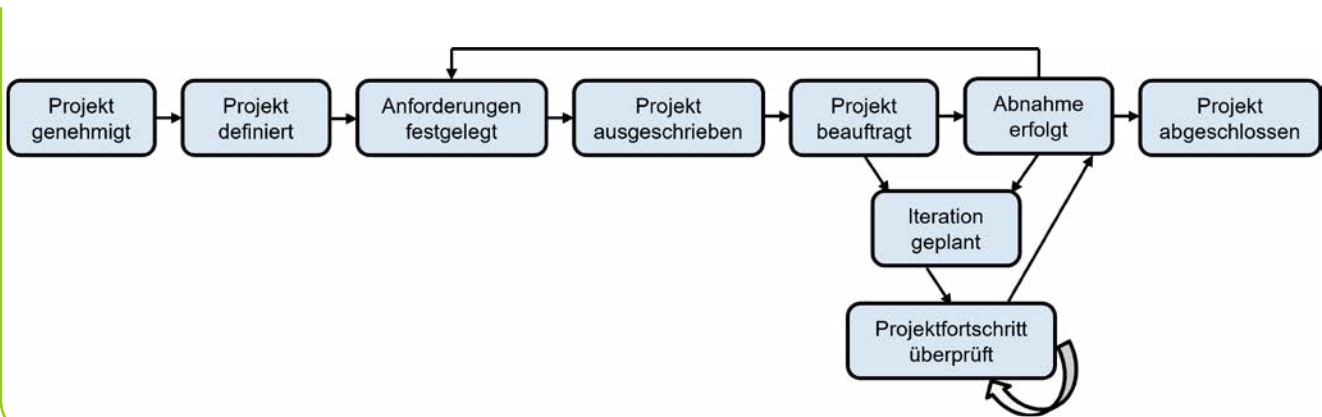 Projekt
genehmigt
Projekt
definiert
Anforderungen
festgelegt
Projekt
ausgeschrieben
Projekt
beauftragt
Abnahme
erfolgt
Projekt
abgeschlossen
Iteration
geplant
Projektfortschritt
überprüft